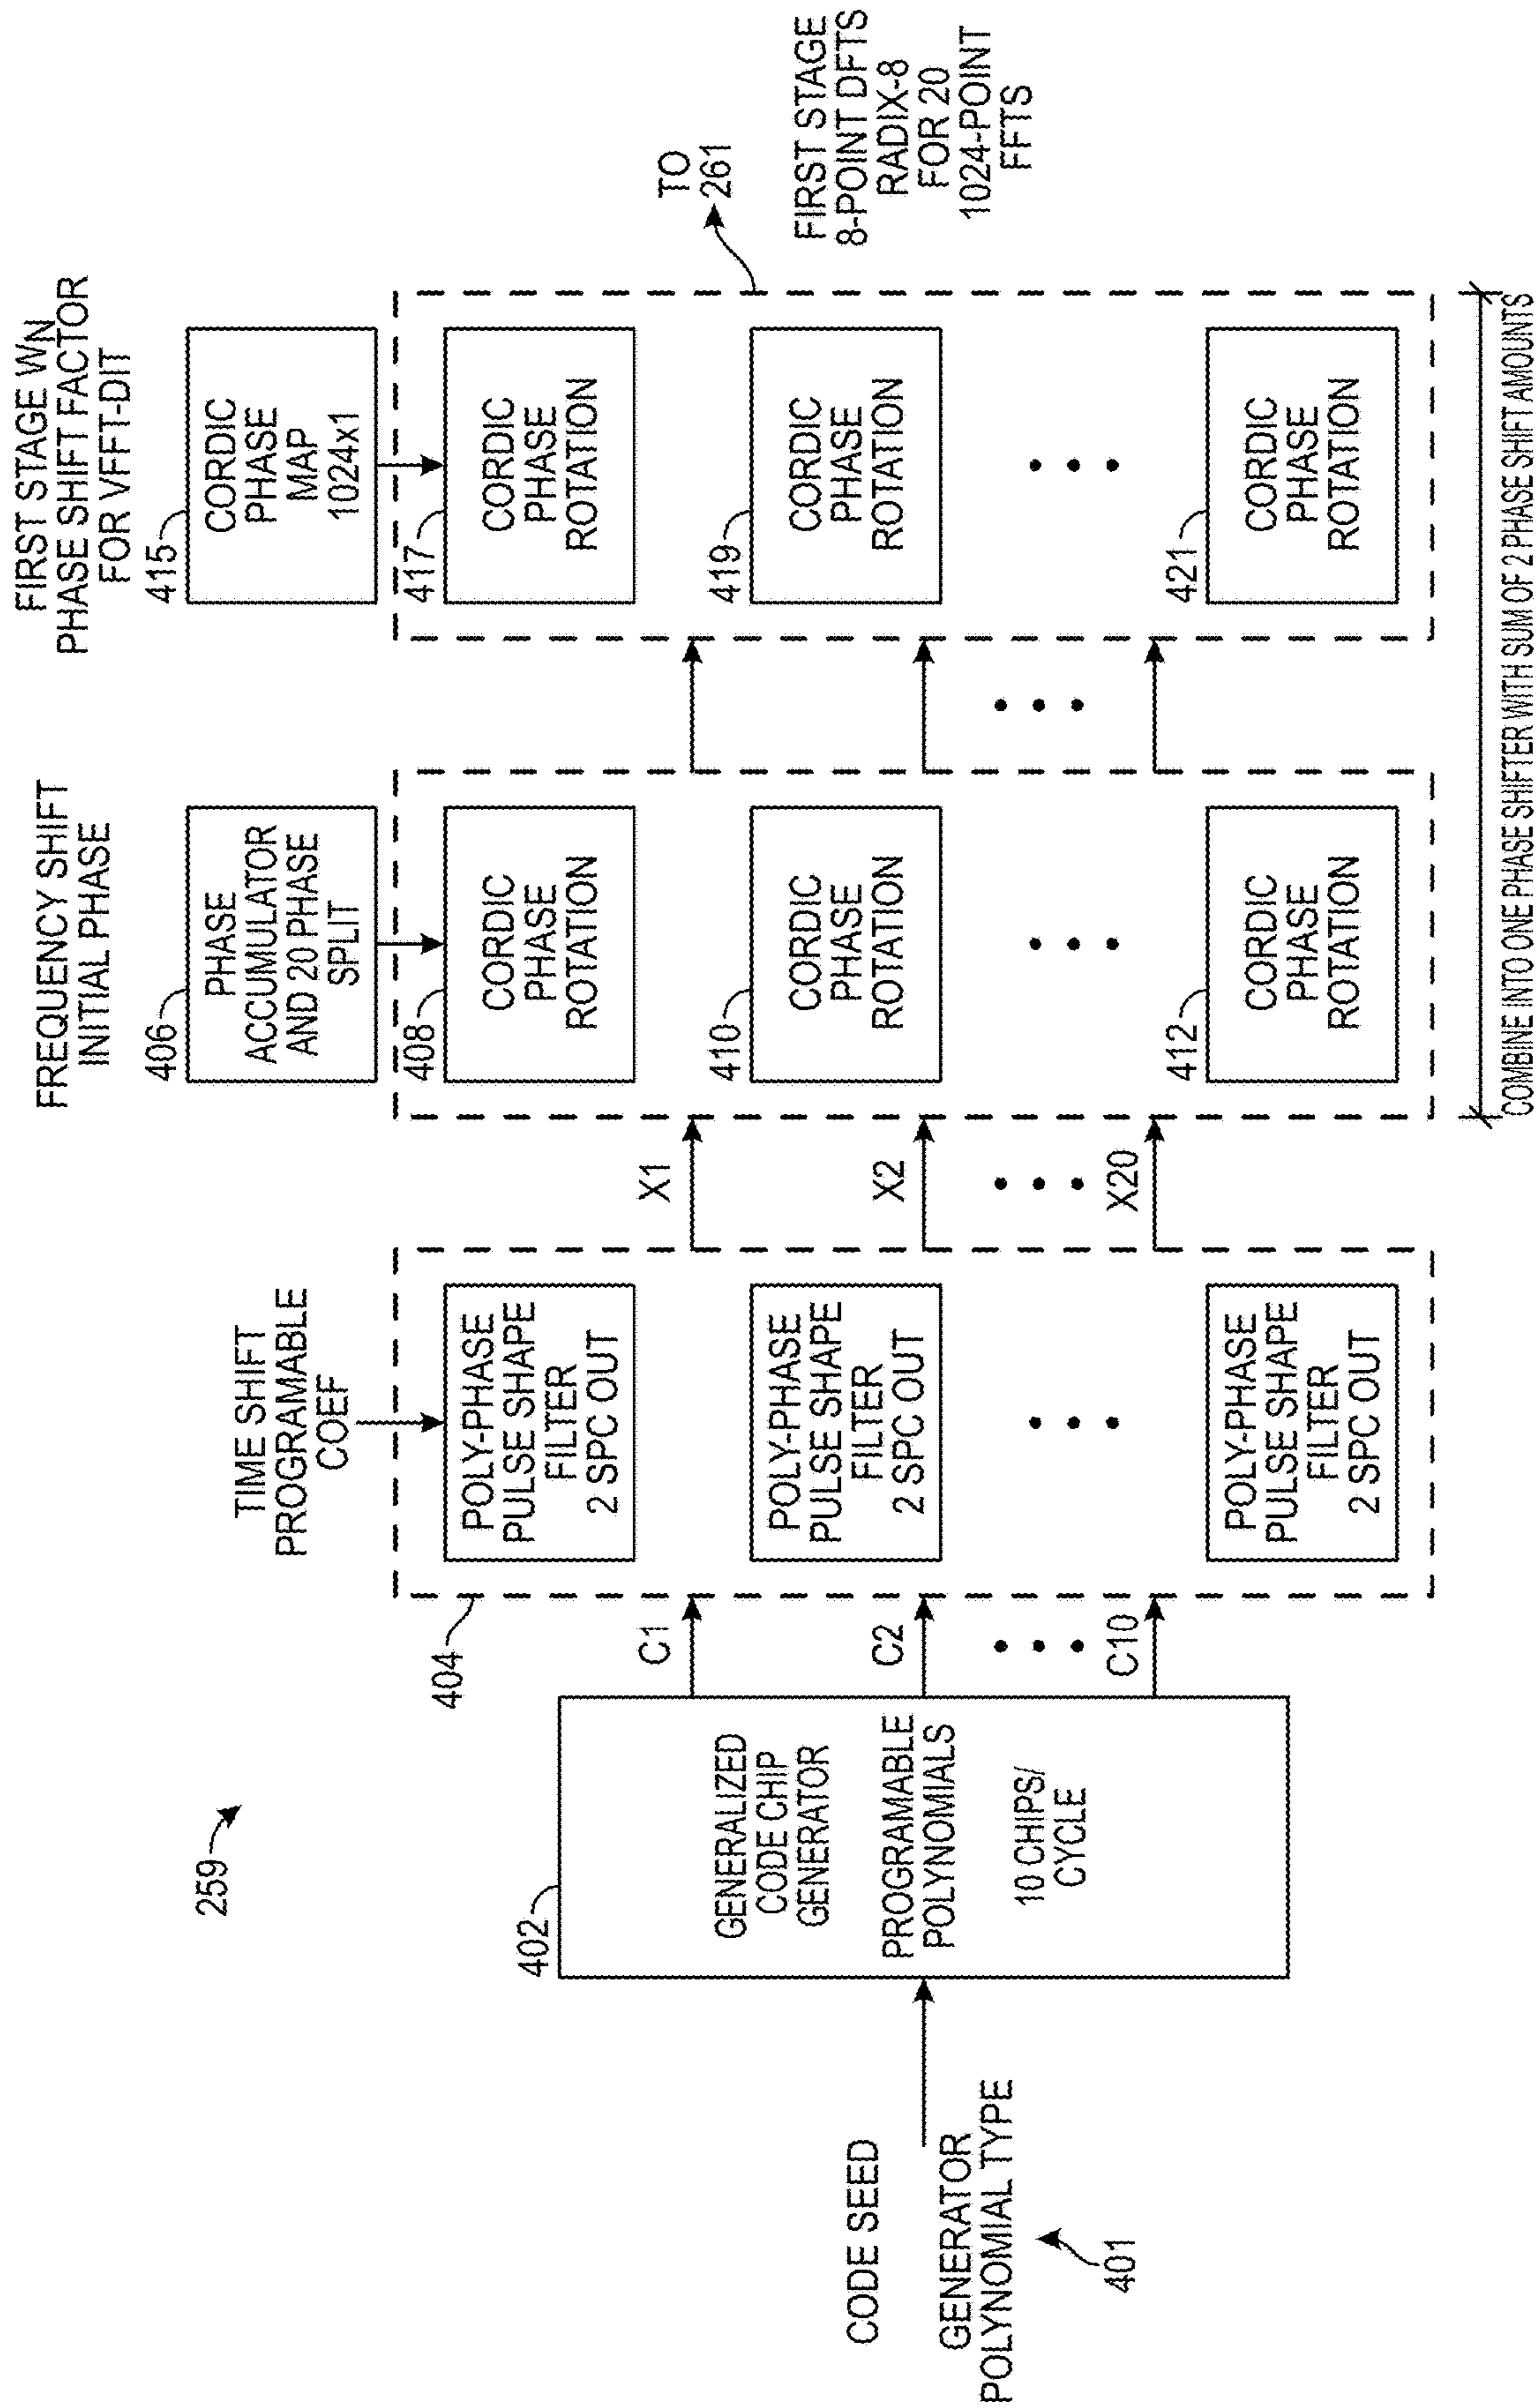 259
CODE SEED
GENERATOR
POLYNOMIAL TYPE
401
402
GENERALIZED
CODE CHIP
GENERATOR
PROGRAMABLE
POLYNOMIALS
10 CHIPS/
CYCLE
C1
C2
C10
404
TIME SHIFT
PROGRAMABLE
COEF
POLY-PHASE
PULSE SHAPE
FILTER
2 SPC OUT
POLY-PHASE
PULSE SHAPE
FILTER
2 SPC OUT
POLY-PHASE
PULSE SHAPE
FILTER
2 SPC OUT
X1
X2
X20
FREQUENCY SHIFT
INITIAL PHASE
406
PHASE
ACCUMULATOR
AND 20 PHASE
SPLIT
408
CORDIC
PHASE
ROTATION
410
CORDIC
PHASE
ROTATION
412
CORDIC
PHASE
ROTATION
FIRST STAGE WN
PHASE SHIFT FACTOR
FOR VFFT-DIT
415
CORDIC
PHASE
MAP
1024x1
417
CORDIC
PHASE
ROTATION
419
CORDIC
PHASE
ROTATION
421
CORDIC
PHASE
ROTATION
TO
261
FIRST STAGE
8-POINT DFTS
RADIX-8
FOR 20
1024-POINT
FFTS
COMBINE INTO ONE PHASE SHIFTER WITH SUM OF 2 PHASE SHIFT AMOUNTS